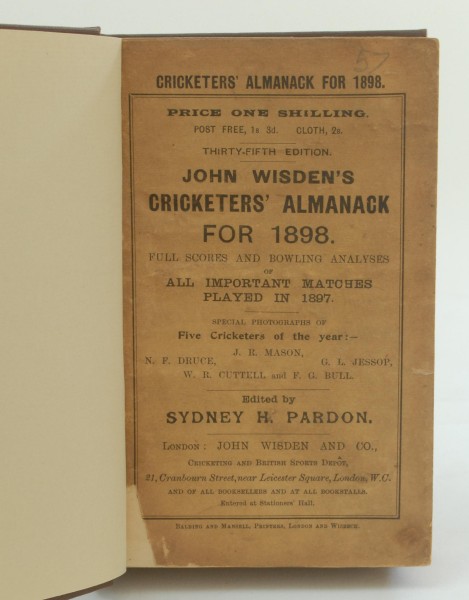 57
CRICKETERS' ALMANACK FOR 1898.
PRICE ONE SHILLING.
POST FREE, 1s 3d. CLOTH, 2s.
THIRTY-FIFTH EDITION.
JOHN WISDEN'S
CRICKETERS' ALMANACK
FOR 1898.
FULL SCORES AND BOWLING ANALYSES
OF
ALL IMPORTANT MATCHES
PLAYED IN 1897.
SPECIAL PHOTOGRAPHS OF
Five Cricketers of the year:—
J. R. MASON,
N. F. DRUCE, G. L. JESSOP,
W. R. CUTTELL and F. G. BULL.
Edited by
SYDNEY H. PARDON.
LONDON: JOHN WISDEN AND CO.,
CRICKETING AND BRITISH SPORTS DEPÔT,
21, Cranbourn Street, near Leicester Square, London, W.C.
AND OF ALL BOOKSELLERS AND AT ALL BOOKSTALLS.
Entered at Stationers' Hall.
BALDING AND MANSELL, PRINTERS, LONDON AND WISBECH.